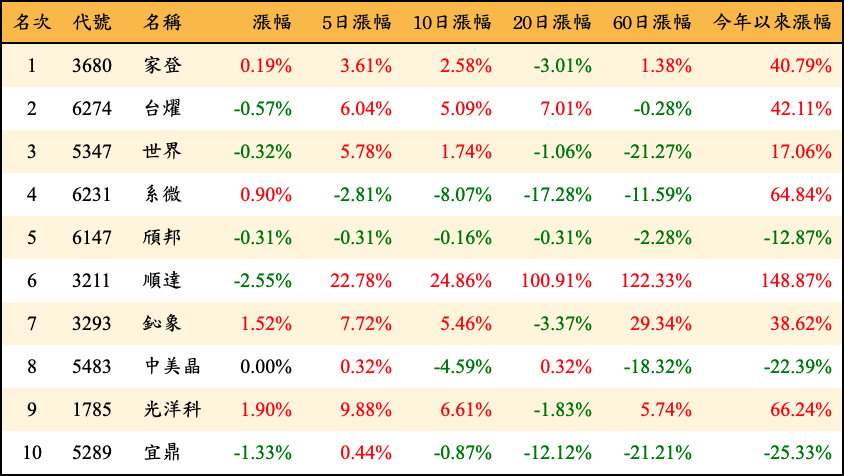 名次 代號 名稱 漲幅 5日漲幅 10日漲幅 20日漲幅 60日漲幅 今年以來漲幅
1 3680 家登 0.19% 3.61% 2.58% -3.01% 1.38% 40.79%
2 6274 台燿 -0.57% 6.04% 5.09% 7.01% -0.28% 42.11%
3 5347 世界 -0.32% 5.78% 1.74% -1.06% -21.27% 17.06%
4 6231 系微 0.90% -2.81% -8.07% -17.28% -11.59% 64.84%
5 6147 頎邦 -0.31% -0.31% -0.16% -0.31% -2.28% -12.87%
6 3211 順達 -2.55% 22.78% 24.86% 100.91% 122.33% 148.87%
7 3293 鈊象 1.52% 7.72% 5.46% -3.37% 29.34% 38.62%
8 5483 中美晶 0.00% 0.32% -4.59% 0.32% -18.32% -22.39%
9 1785 光洋科 1.90% 9.88% 6.61% -1.83% 5.74% 66.24%
10 5289 宜鼎 -1.33% 0.44% -0.87% -12.12% -21.21% -25.33%